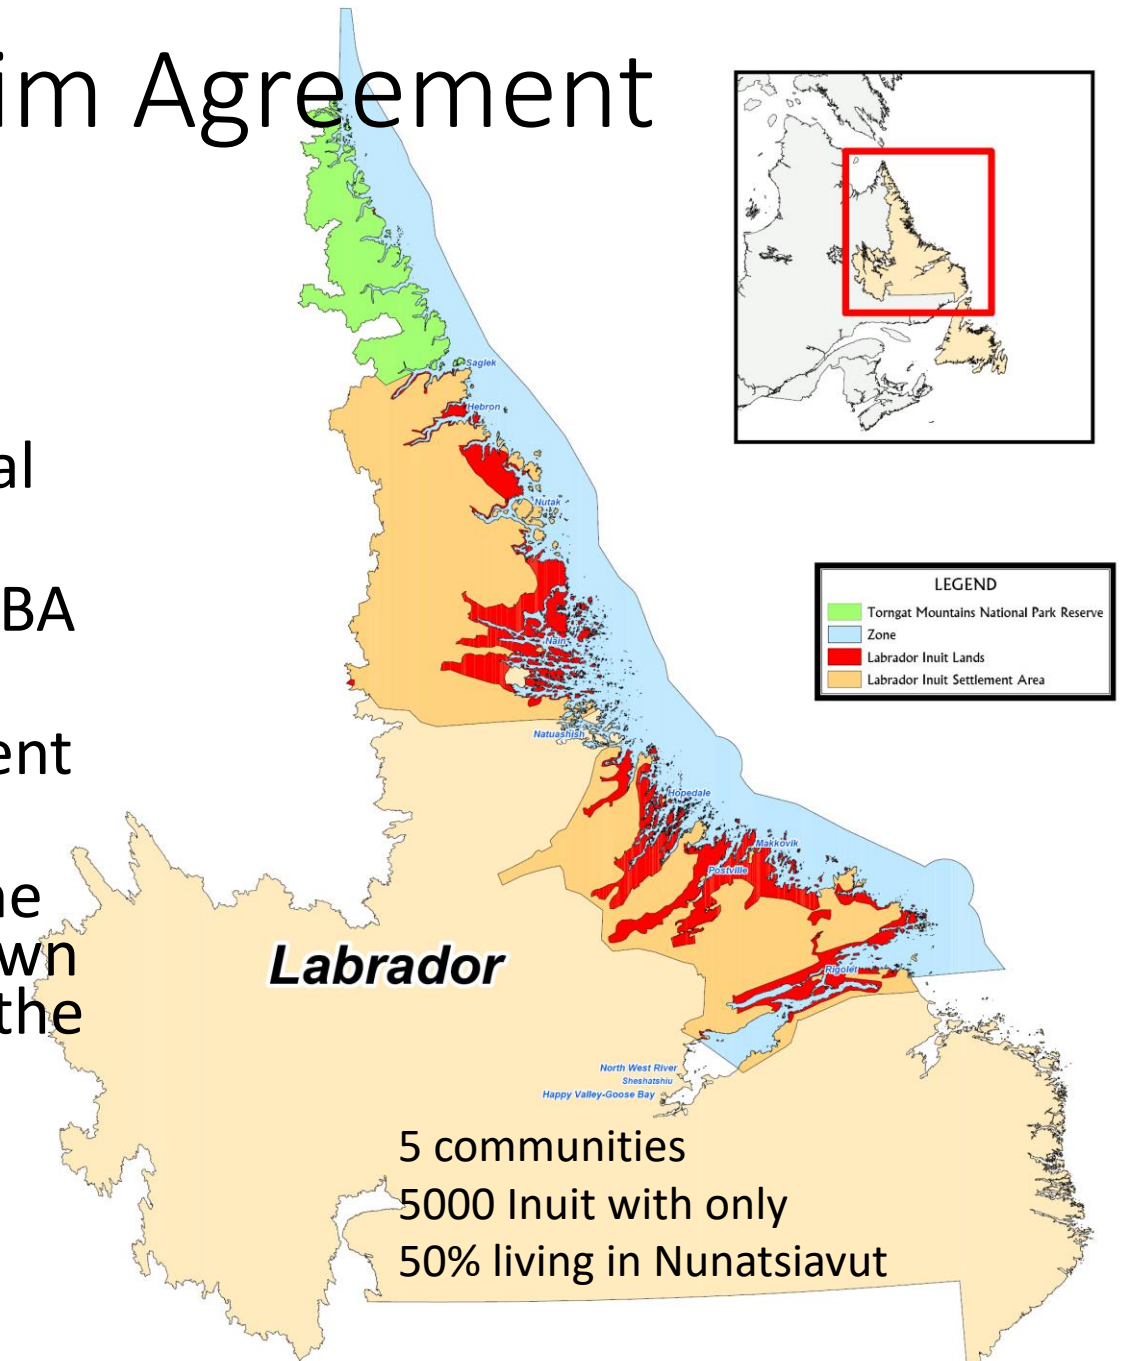 im Agreement
al
BA
ent
ne
wn
the
Saglek
Hebron
Nutak
Nain
Natuashish
Hopedale
Makkovik
Postville
Rigolet
Labrador
North West River
Sheshatshiu
Happy Valley-Goose Bay
LEGEND
Torngat Mountains National Park Reserve
Zone
Labrador Inuit Lands
Labrador Inuit Settlement Area
5 communities
5000 Inuit with only
50% living in Nunatsiavut